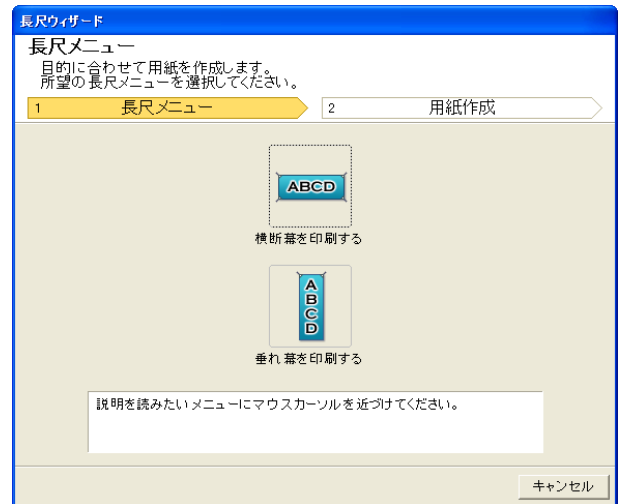 長尺ウィザード
長尺メニュー
目的に合わせて用紙を作成します。
所望の長尺メニューを選択してください。
1 長尺メニュー 2 用紙作成
ABCD
横断幕を印刷する
A
B
C
D
垂れ幕を印刷する
説明を読みたいメニューにマウスカーソルを近づけてください。
キャンセル